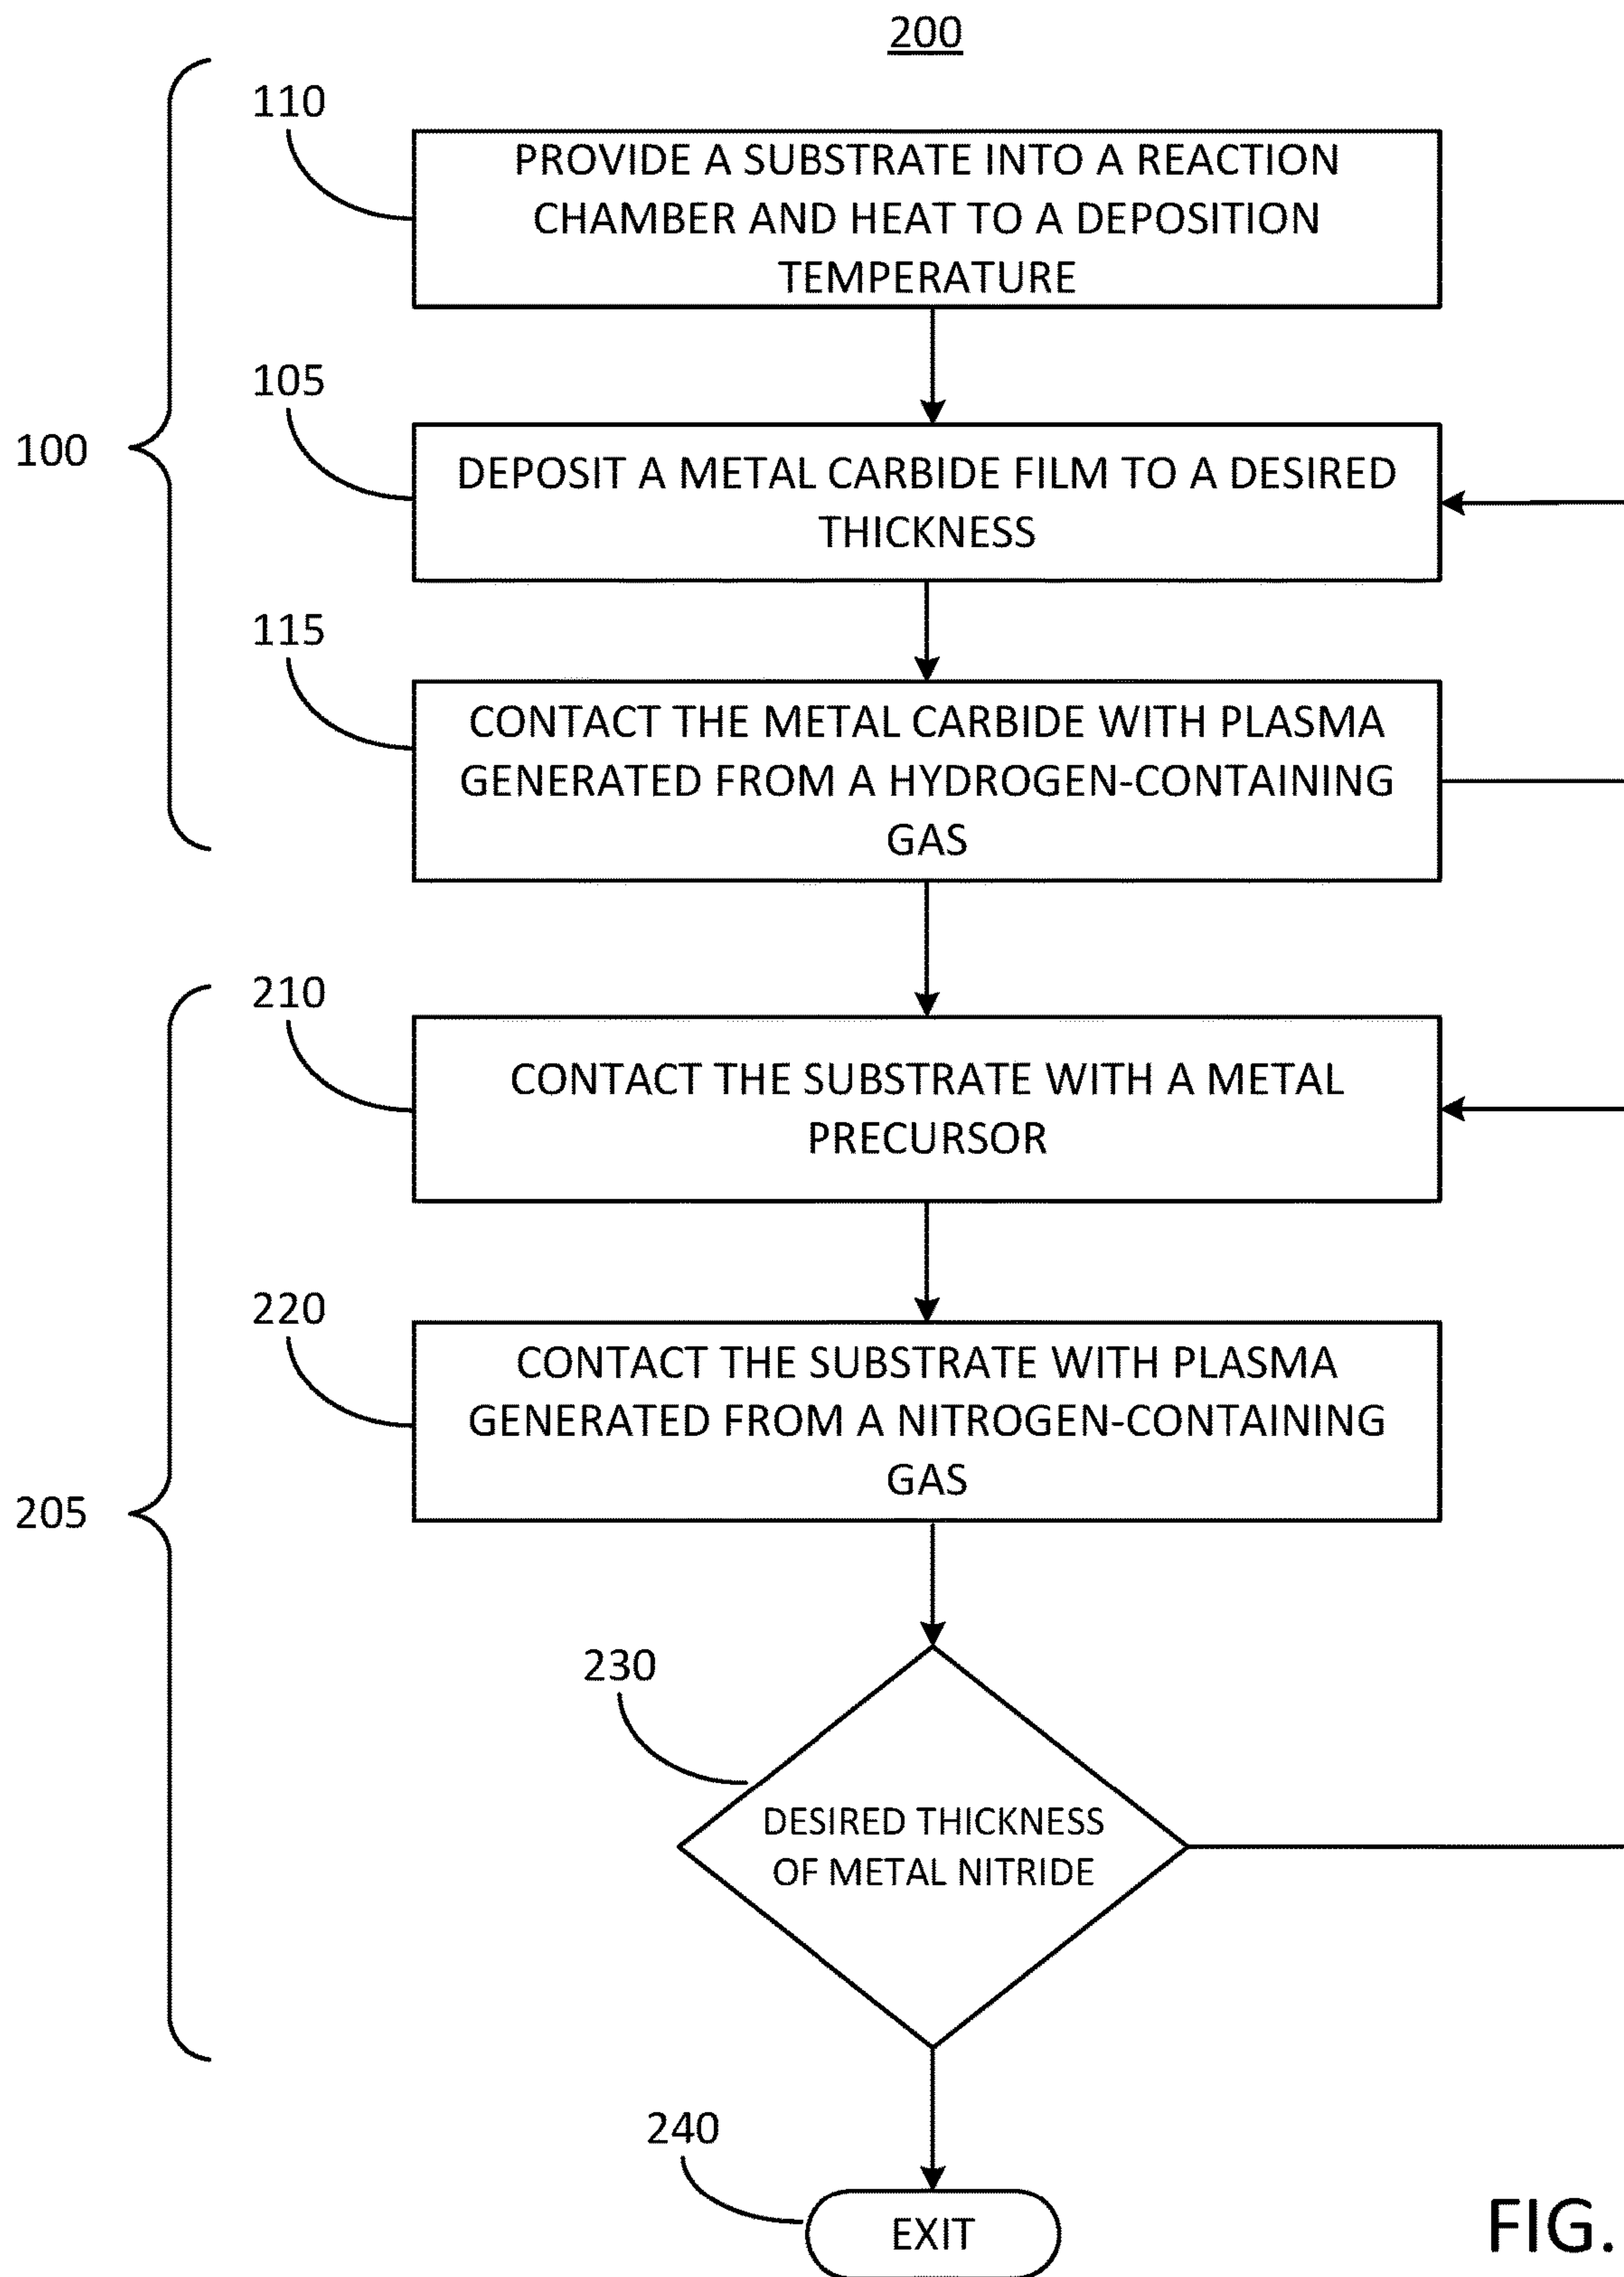 200
110
PROVIDE A SUBSTRATE INTO A REACTION
CHAMBER AND HEAT TO A DEPOSITION
TEMPERATURE
105
100
DEPOSIT A METAL CARBIDE FILM TO A DESIRED
THICKNESS
115
CONTACT THE METAL CARBIDE WITH PLASMA
GENERATED FROM A HYDROGEN-CONTAINING
GAS
210
CONTACT THE SUBSTRATE WITH A METAL
PRECURSOR
220
CONTACT THE SUBSTRATE WITH PLASMA
GENERATED FROM A NITROGEN-CONTAINING
GAS
205
230
DESIRED THICKNESS
OF METAL NITRIDE
240
EXIT
FIG.